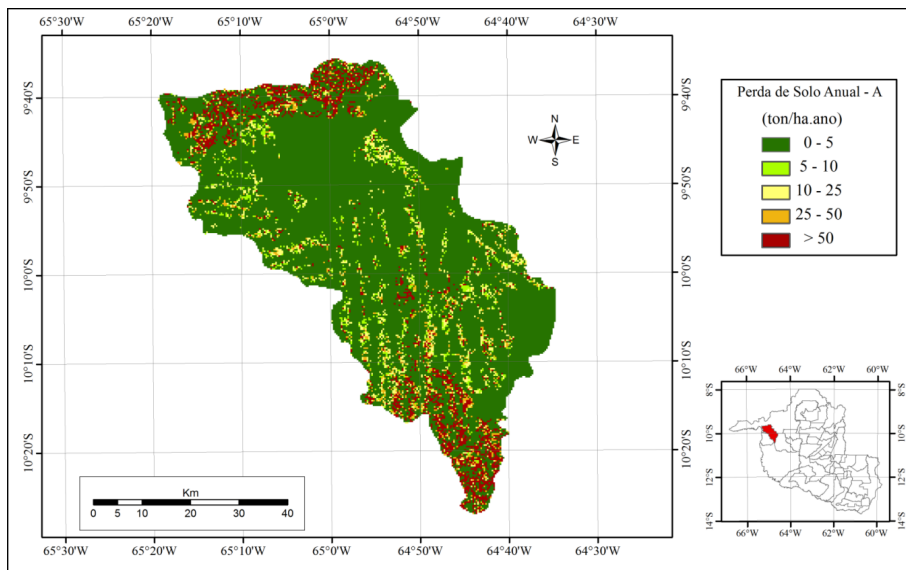 65°30'W 65°20'W 65°10'W 65°0'W 64°50'W 64°40'W 64°30'W
9°40'S 9°40'S
9°50'S 9°50'S
10°0'S 10°0'S
10°10'S 10°10'S
10°20'S 10°20'S
N
W E
S
Km
0 5 10 20 30 40
65°30'W 65°20'W 65°10'W 65°0'W 64°50'W 64°40'W 64°30'W
Perda de Solo Anual - A
(ton/ha.ano)
0 - 5
5 - 10
10 - 25
25 - 50
> 50
66°W 64°W 62°W 60°W
8°S 8°S
10°S 10°S
12°S 12°S
14°S 14°S
66°W 64°W 62°W 60°W